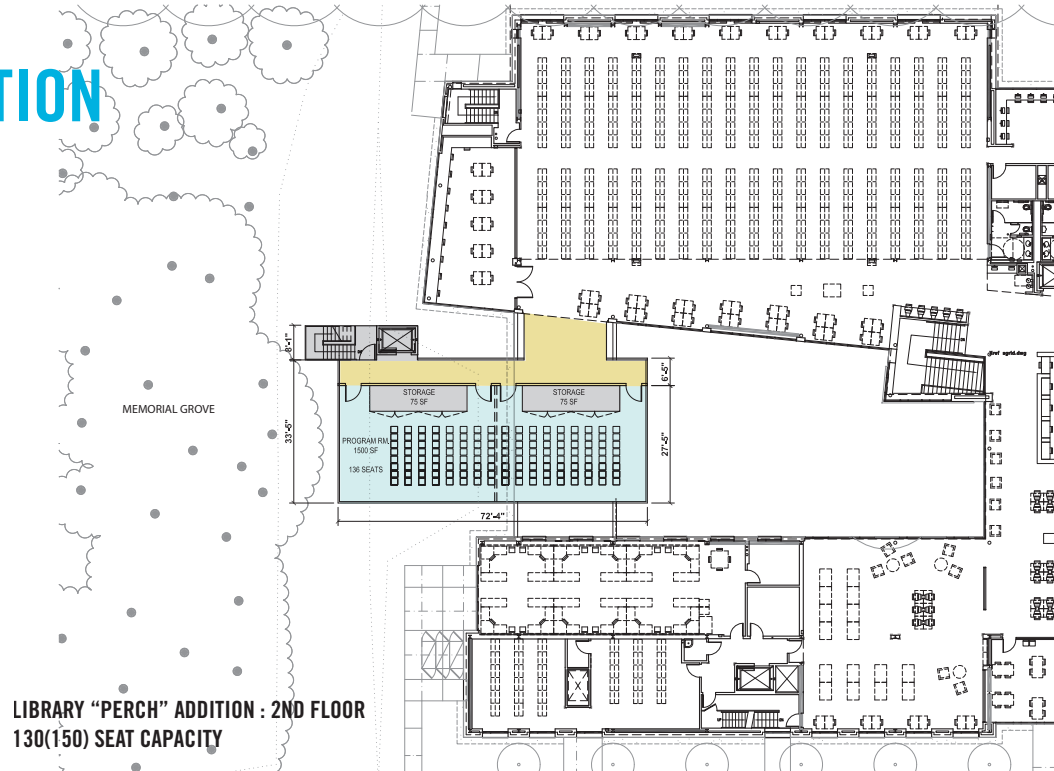 TION
8'-1"
6'-5"
STORAGE
75 SF
STORAGE
75 SF
MEMORIAL GROVE
33'-5"
PROGRAM RM.
1500 SF
136 SEATS
27'-5"
72'-4"
LIBRARY “PERCH” ADDITION : 2ND FLOOR
130(150) SEAT CAPACITY